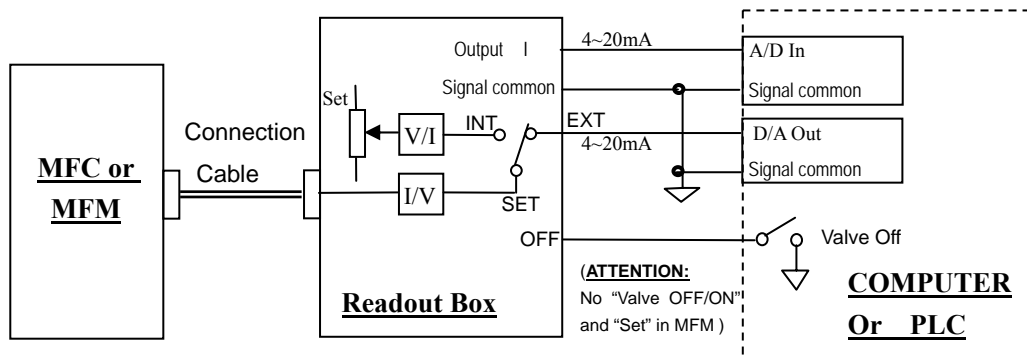 MFC or
MFM
Connection
Cable
Set
V/I
INT
I/V
SET
Output I
Signal common
EXT
OFF
Readout Box
4~20mA
4~20mA
A/D In
Signal common
D/A Out
Signal common
Valve Off
(ATTENTION:
No “Valve OFF/ON”
and “Set” in MFM )
COMPUTER
Or PLC